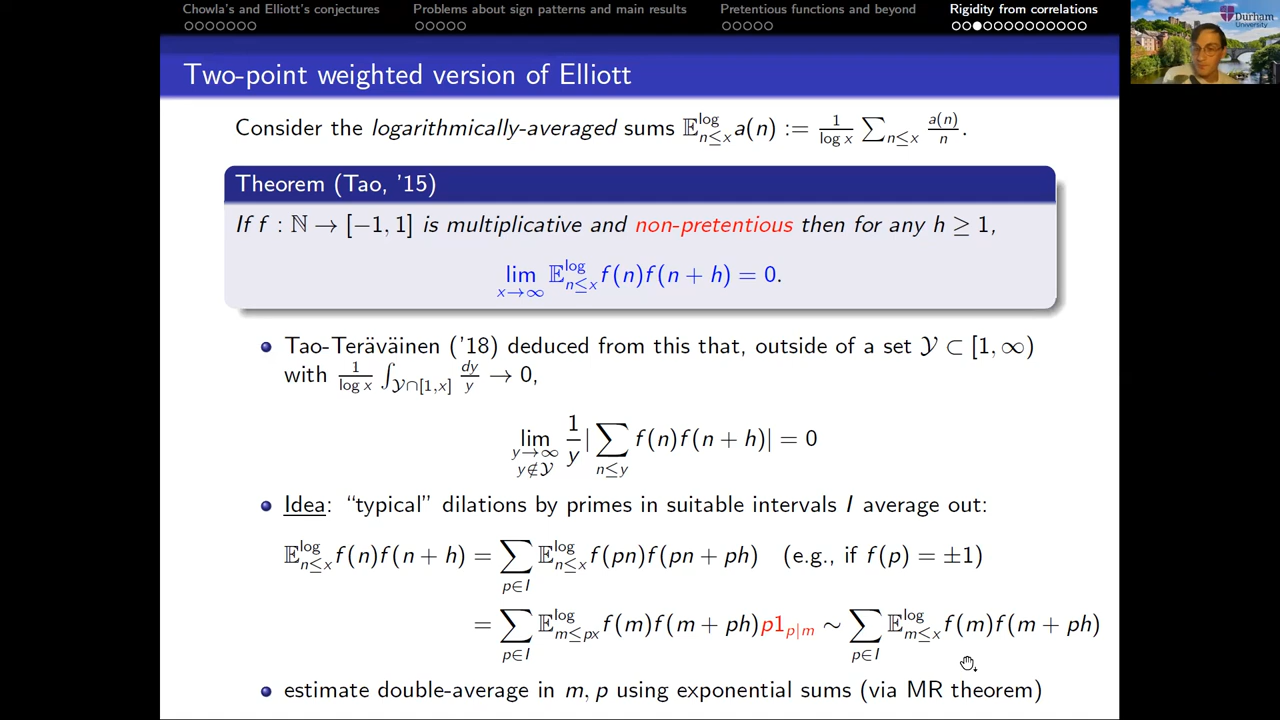 Chowla's and Elliott's conjectures Problems about sign patterns and main results Pretentious functions and beyond Rigidity from correlations
Durham
University
Two-point weighted version of Elliott
Consider the logarithmically-averaged sums 𝔼^log_{n≤x} a(n) := 1/log x ∑_{n≤x} a(n)/n.
Theorem (Tao, '15)
If f : ℕ → [−1, 1] is multiplicative and non-pretentious then for any h ≥ 1,
lim_{x→∞} 𝔼^log_{n≤x} f(n)f(n + h) = 0.
Tao-Teräväinen ('18) deduced from this that, outside of a set 𝒴 ⊂ [1, ∞)
with 1/log x ∫_{𝒴∩[1,x]} dy/y → 0,
lim_{y→∞, y∉𝒴} 1/y |∑_{n≤y} f(n)f(n + h)| = 0
Idea: "typical" dilations by primes in suitable intervals I average out:
𝔼^log_{n≤x} f(n)f(n + h) = ∑_{p∈I} 𝔼^log_{n≤x} f(pn)f(pn + ph) (e.g., if f(p) = ±1)
= ∑_{p∈I} 𝔼^log_{m≤px} f(m)f(m + ph)p1_{p|m} ∼ ∑_{p∈I} 𝔼^log_{m≤x} f(m)f(m + ph)
estimate double-average in m, p using exponential sums (via MR theorem)